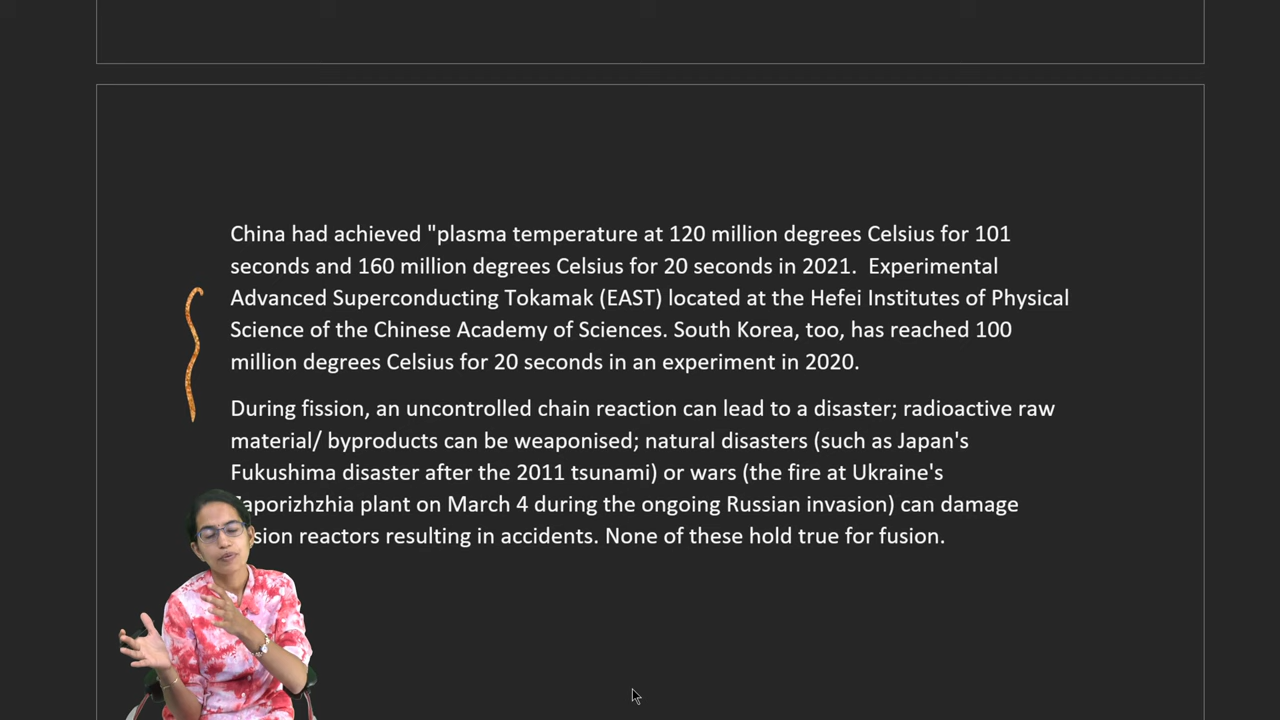 China had achieved "plasma temperature at 120 million degrees Celsius for 101
seconds and 160 million degrees Celsius for 20 seconds in 2021. Experimental
Advanced Superconducting Tokamak (EAST) located at the Hefei Institutes of Physical
Science of the Chinese Academy of Sciences. South Korea, too, has reached 100
million degrees Celsius for 20 seconds in an experiment in 2020.
During fission, an uncontrolled chain reaction can lead to a disaster; radioactive raw
material/ byproducts can be weaponised; natural disasters (such as Japan's
Fukushima disaster after the 2011 tsunami) or wars (the fire at Ukraine's
plant on March 4 during the ongoing Russian invasion) can damage
reactors resulting in accidents. None of these hold true for fusion.